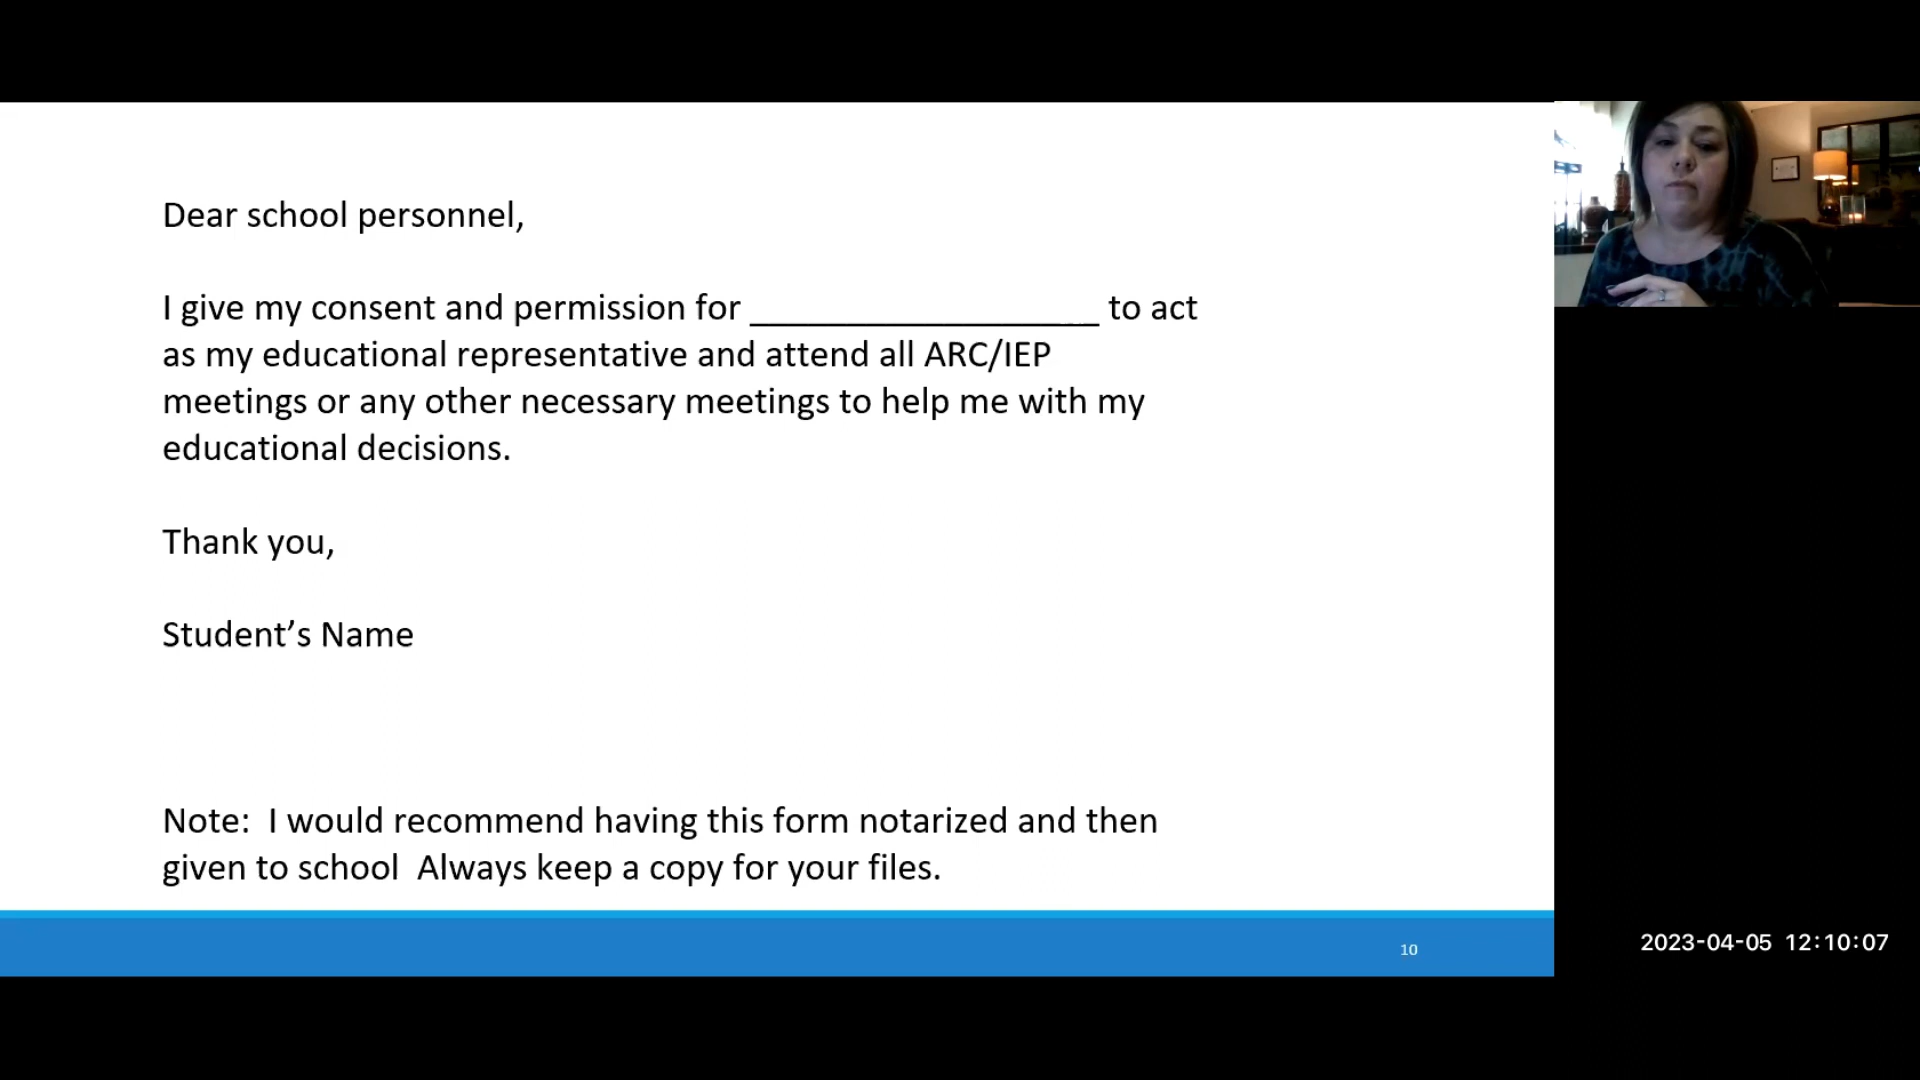 Dear school personnel,
I give my consent and permission for __________________ to act
as my educational representative and attend all ARC/IEP
meetings or any other necessary meetings to help me with my
educational decisions.
Thank you,
Student’s Name
Note:  I would recommend having this form notarized and then
given to school  Always keep a copy for your files.
10
2023-04-05 12:10:07